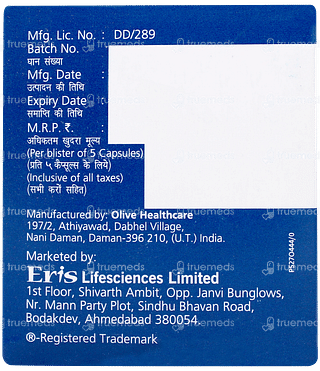 Mfg. Lic. No. : DD/289
Batch No. :
घान संख्या
Mfg. Date :
उत्पादन की तिथि
Expiry Date :
समाप्ति की तिथि
M.R.P. ₹. :
अधिकतम खुदरा मूल्य
(Per blister of 5 Capsules)
(प्रति ५ कैप्सूल्स के लिये)
(Inclusive of all taxes)
(सभी करों सहित)
Manufactured by: Olive Healthcare
197/2, Athiyawad, Dabhel Village,
Nani Daman, Daman-396 210, (U.T.) India.
Marketed by:
Eris Lifesciences Limited
1st Floor, Shivarth Ambit, Opp. Janvi Bunglows,
Nr. Mann Party Plot, Sindhu Bhavan Road,
Bodakdev, Ahmedabad 380054
®-Registered Trademark
PS27O444/0
truemeds